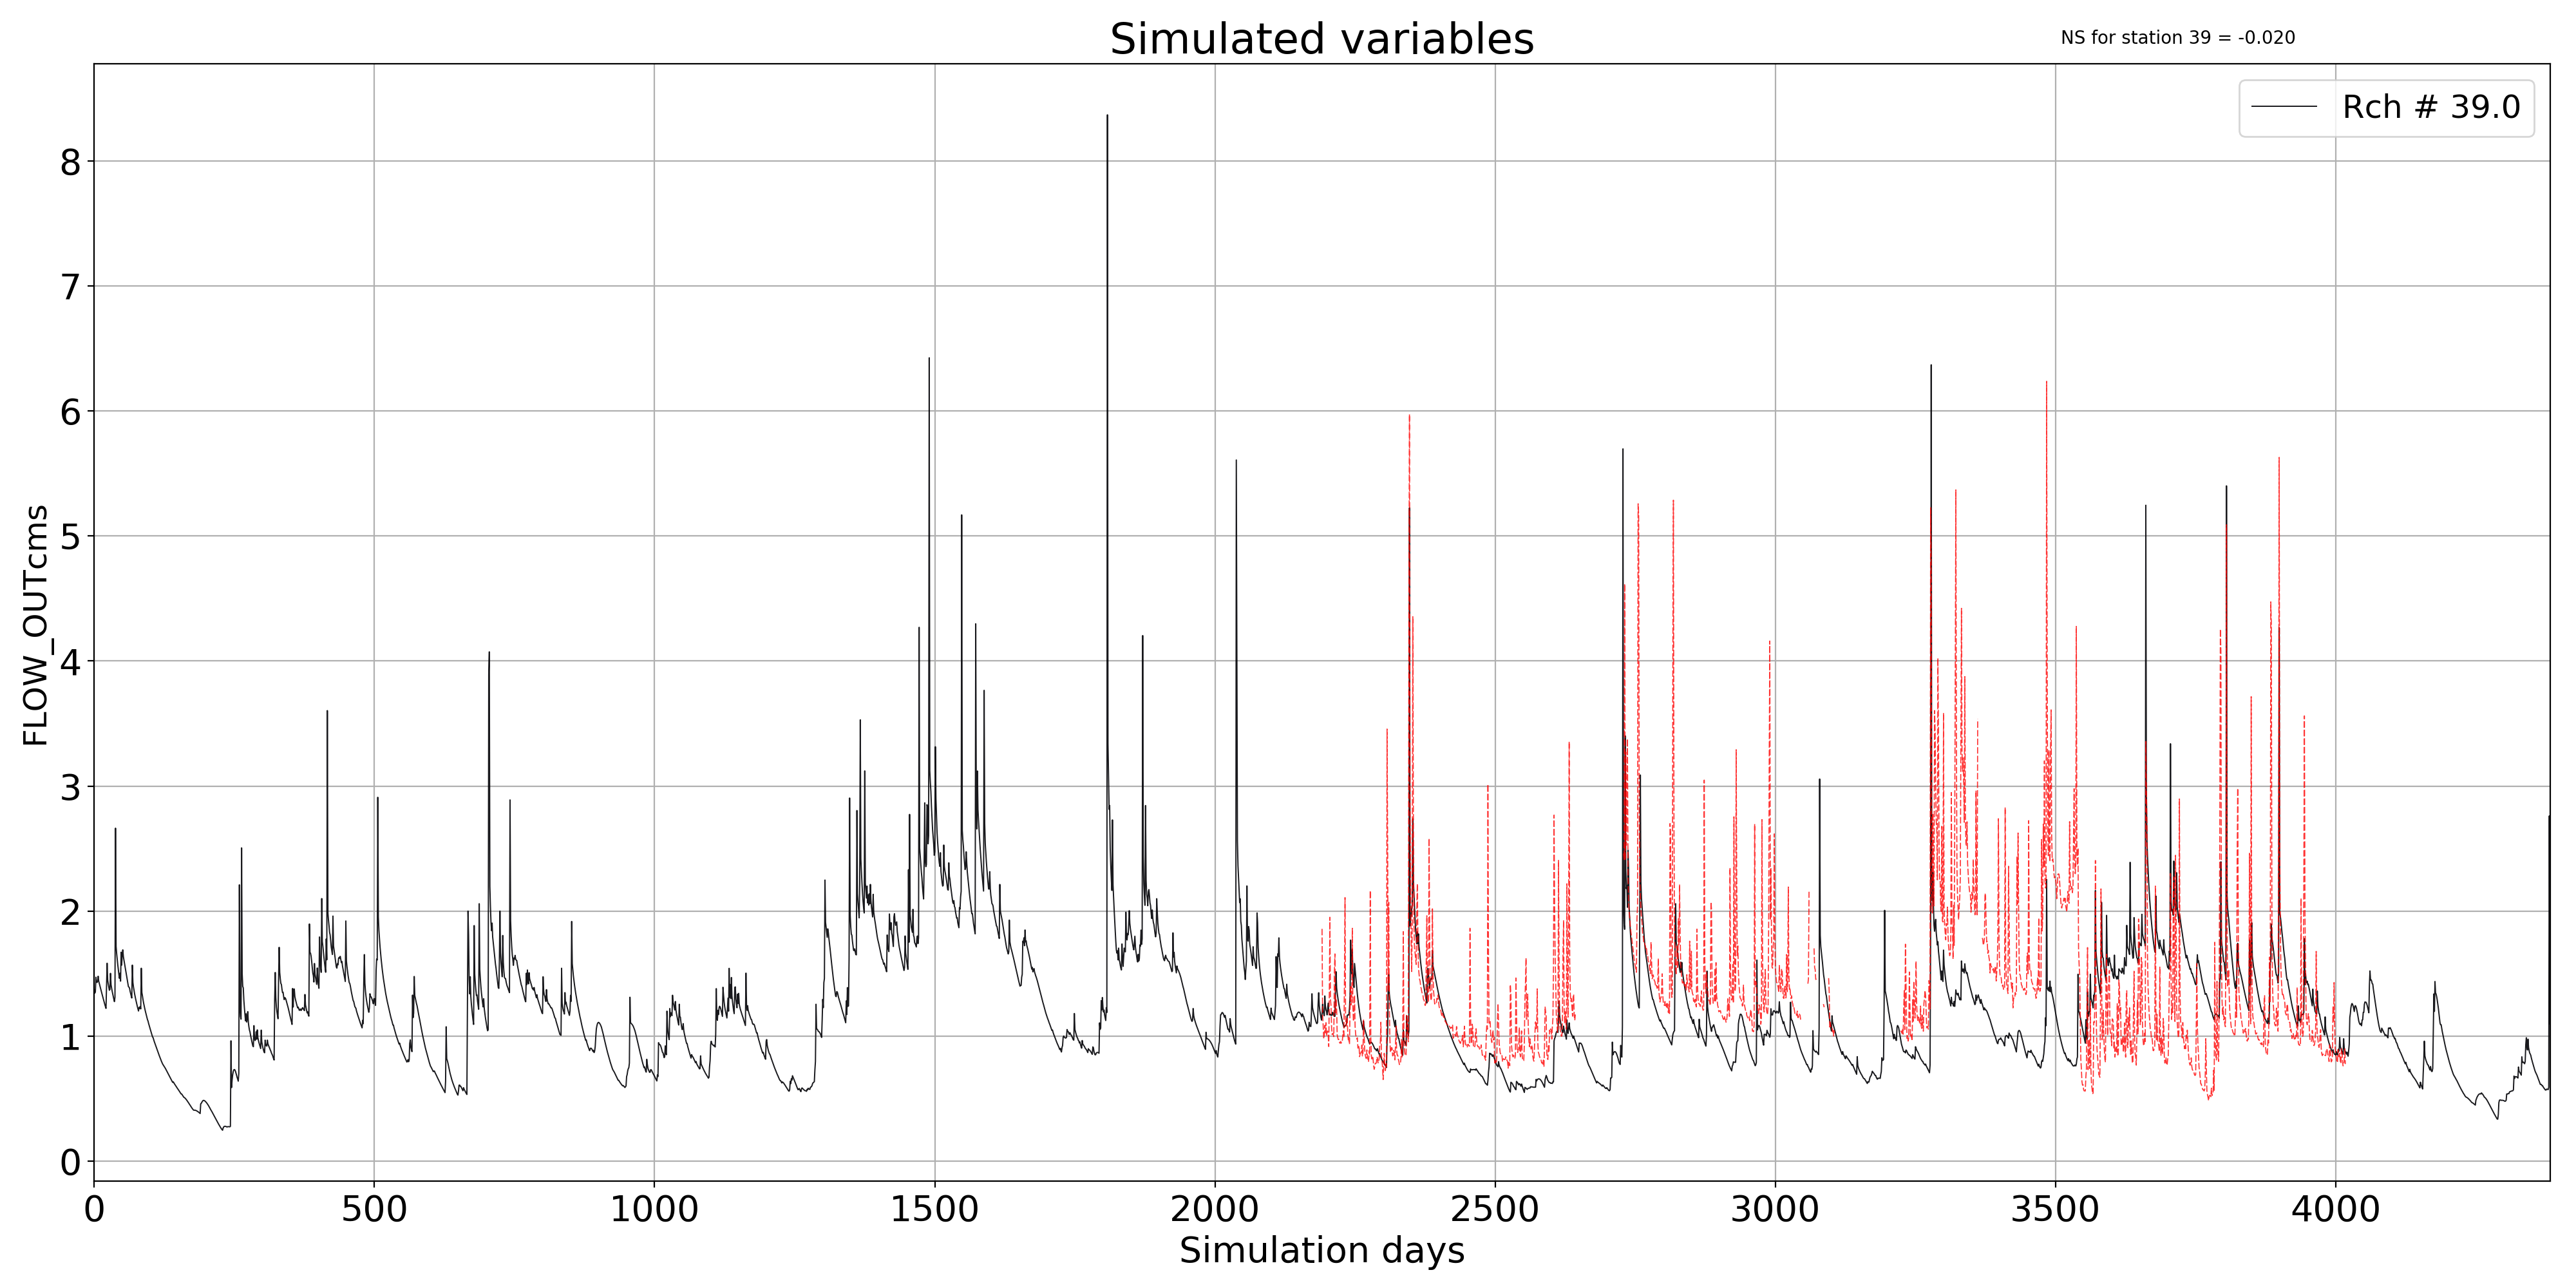 Simulated variables
NS for station 39 = -0.020
Rch # 39.0
FLOW_OUTcms
8
7
6
5
4
3
2
1
0
0 500 1000 1500 2000 2500 3000 3500 4000
Simulation days